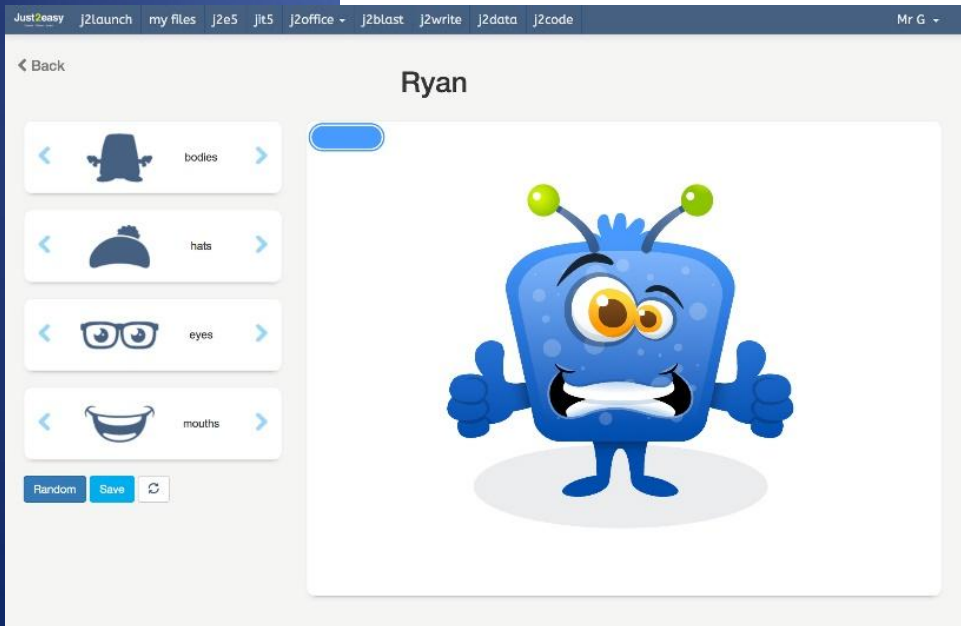 Just2easy j2launch my files j2e5 jit5 j2office j2blast j2write j2data j2code Mr G
Back
Ryan
bodies
hats
eyes
mouths
Random Save